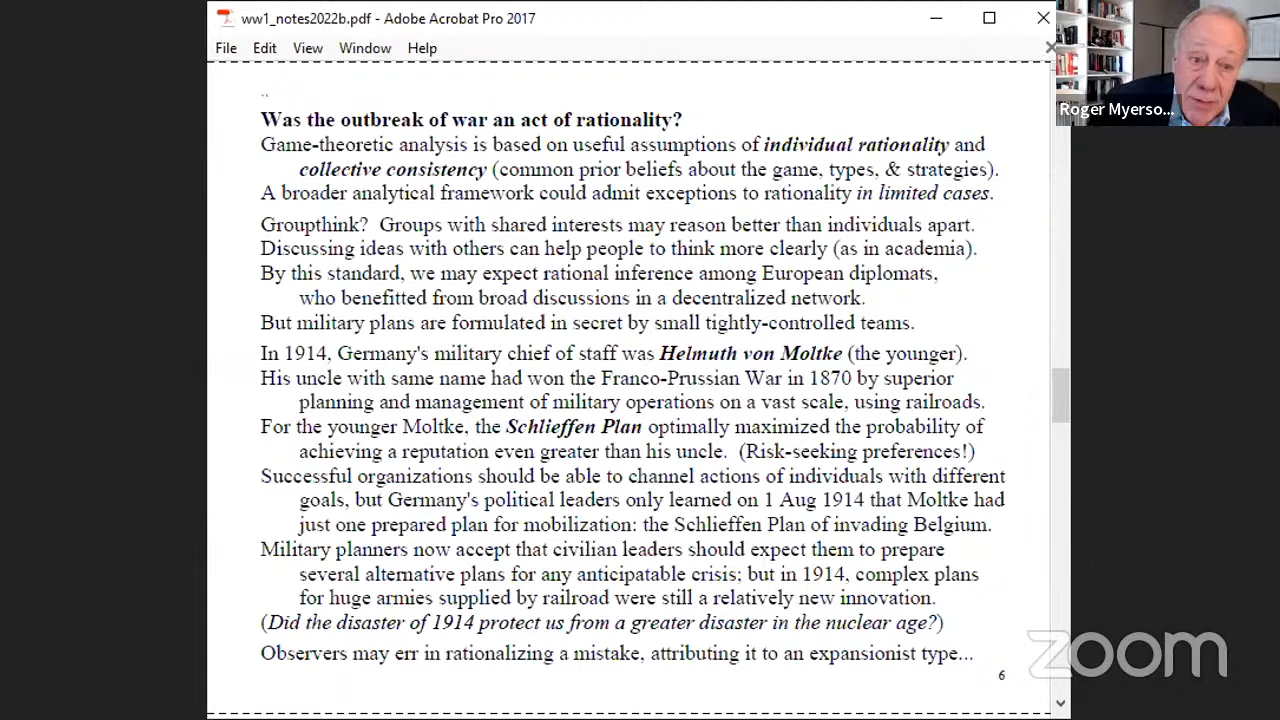 ww1_notes2022b.pdf - Adobe Acrobat Pro 2017
File Edit View Window Help
Roger Myerso...
Was the outbreak of war an act of rationality?
Game-theoretic analysis is based on useful assumptions of individual rationality and
collective consistency (common prior beliefs about the game, types, & strategies).
A broader analytical framework could admit exceptions to rationality in limited cases.
Groupthink? Groups with shared interests may reason better than individuals apart.
Discussing ideas with others can help people to think more clearly (as in academia).
By this standard, we may expect rational inference among European diplomats,
who benefitted from broad discussions in a decentralized network.
But military plans are formulated in secret by small tightly-controlled teams.
In 1914, Germany's military chief of staff was Helmuth von Moltke (the younger).
His uncle with same name had won the Franco-Prussian War in 1870 by superior
planning and management of military operations on a vast scale, using railroads.
For the younger Moltke, the Schlieffen Plan optimally maximized the probability of
achieving a reputation even greater than his uncle. (Risk-seeking preferences!)
Successful organizations should be able to channel actions of individuals with different
goals, but Germany's political leaders only learned on 1 Aug 1914 that Moltke had
just one prepared plan for mobilization: the Schlieffen Plan of invading Belgium.
Military planners now accept that civilian leaders should expect them to prepare
several alternative plans for any anticipatable crisis; but in 1914, complex plans
for huge armies supplied by railroad were still a relatively new innovation.
(Did the disaster of 1914 protect us from a greater disaster in the nuclear age?)
Observers may err in rationalizing a mistake, attributing it to an expansionist type...
6
zoom